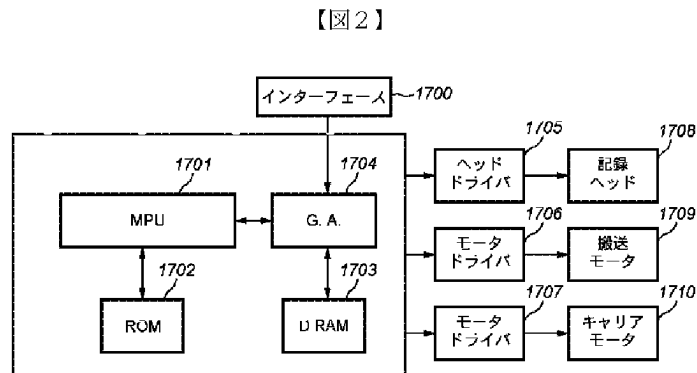 【図２】
インターフェース 1700
1701
MPU
1704
G. A.
1702
ROM
1703
D RAM
1705
ヘッド
ドライバ
1708
記録
ヘッド
1706
モータ
ドライバ
1709
搬送
モータ
1707
モータ
ドライバ
1710
キャリア
モータ